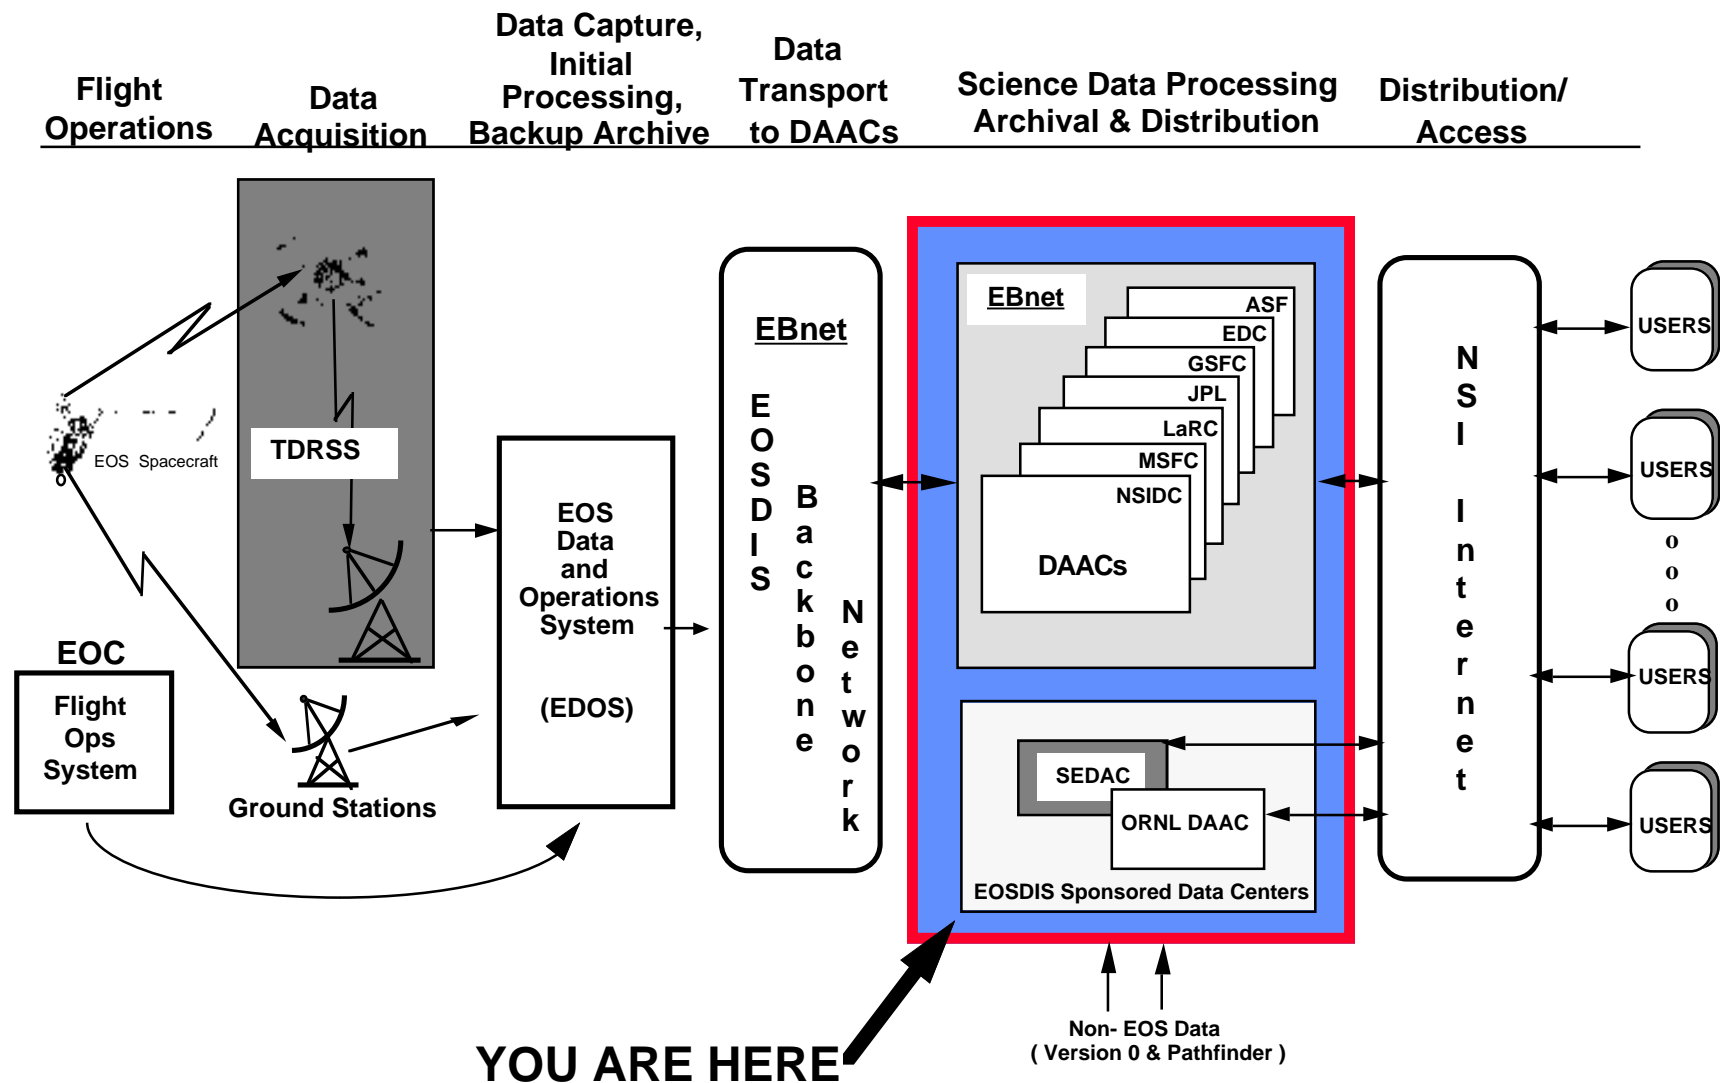 Flight
Operations
Data
Acquisition
Data Capture,
Initial
Processing,
Backup Archive
Data
Transport
to DAACs
Science Data Processing
Archival & Distribution
Distribution/
Access
EOS Spacecraft
TDRSS
EOC
Flight
Ops
System
Ground Stations
EOS
Data
and
Operations
System
(EDOS)
EBnet
EOSDIS
Backbone
Network
EBnet
ASF
EDC
GSFC
JPL
LaRC
MSFC
NSIDC
DAACs
SEDAC
ORNL DAAC
EOSDIS Sponsored Data Centers
NSI
Internet
USERS
USERS
o
o
o
USERS
USERS
Non- EOS Data
( Version 0 & Pathfinder )
YOU ARE HERE